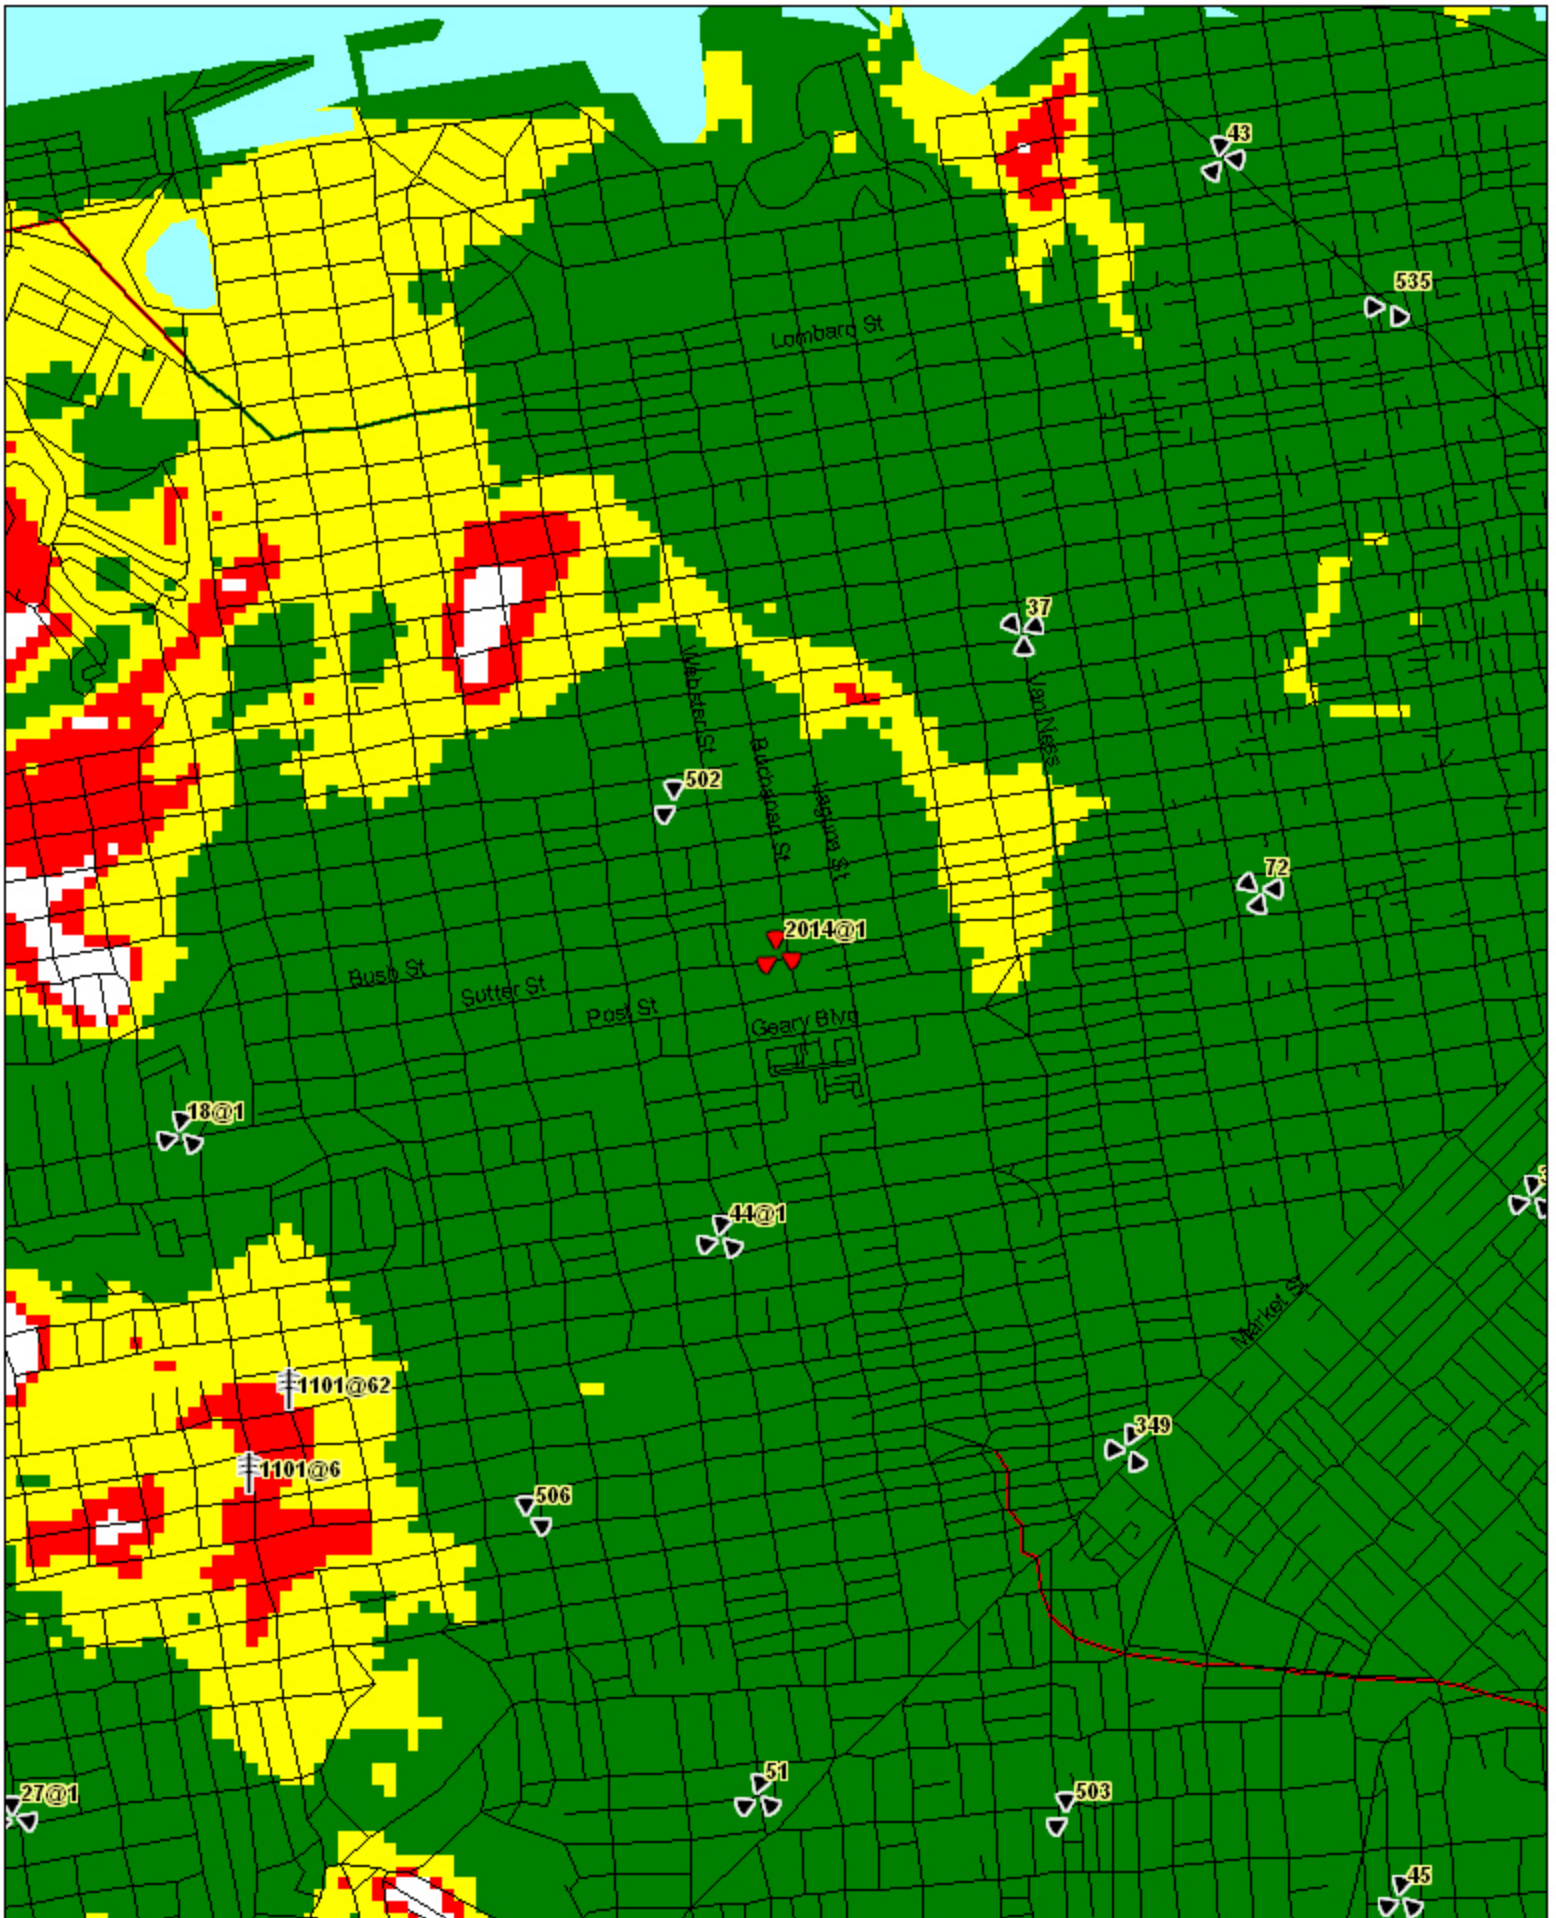 43
535
Lombard St
37
Webster St
Van Ness
Buchanan St
502
Laguna St
72
2014@1
Bush St
Sutter St
Post St
Geary Blvd
18@1
44@1
Market St
1101@62
349
1101@6
506
51
27@1
503
45